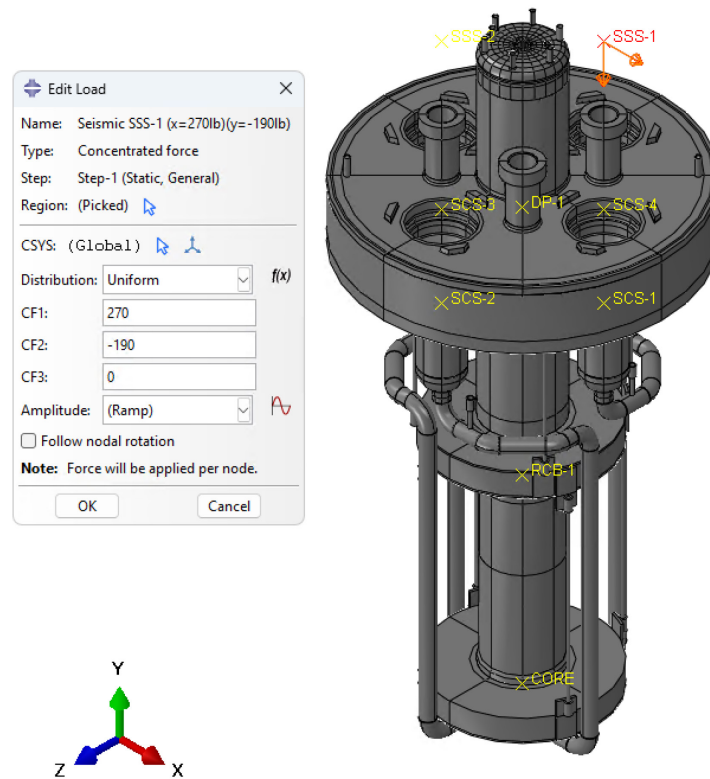 SSS-2
SSS-1
Edit Load
Name: Seismic SSS-1 (x=270lb)(y=-190lb)
Type: Concentrated force
Step: Step-1 (Static, General)
Region: (Picked)
CSYS: (Global)
Distribution: Uniform f(x)
CF1: 270
CF2: -190
CF3: 0
Amplitude: (Ramp)
Follow nodal rotation
Note: Force will be applied per node.
OK Cancel
SCS-3
DP-1
SCS-4
SCS-2
SCS-1
RCB-1
CORE
Y
Z
X